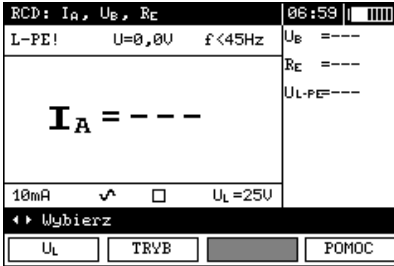 RCD: IA, UB, RE 06:59
L-PE! U=0,0V f<45Hz
UB =---
RE =---
UL-PE=---
IA = ---
10mA UL=25V
Wybierz
UL TRYB POMOC